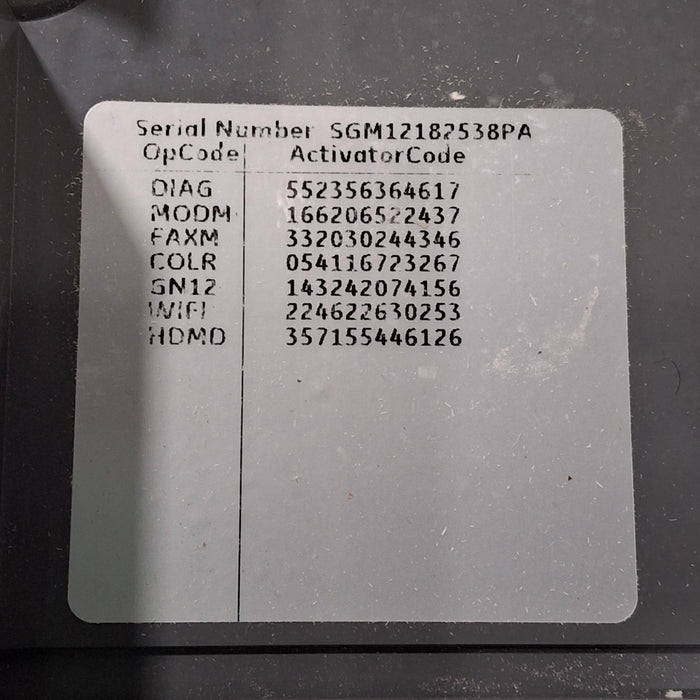 Serial Number SGM12182538PA
OpCode ActivatorCode
DIAG 552356364617
MODM 166206522437
FAXM 332030244346
COLR 054116723267
SN12 143242074156
WIFI 224622630253
HDMD 357155446126